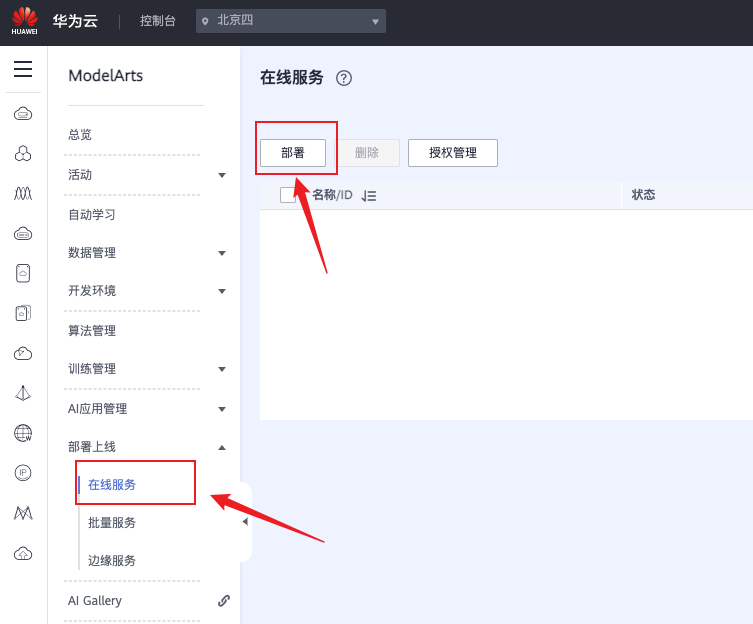 HUAWEI 华为云 控制台 北京四
ModelArts
总览
活动
自动学习
数据管理
开发环境
算法管理
训练管理
AI应用管理
部署上线
在线服务
批量服务
边缘服务
AI Gallery
在线服务 ?
部署 删除 授权管理
名称/ID 状态
IP
W